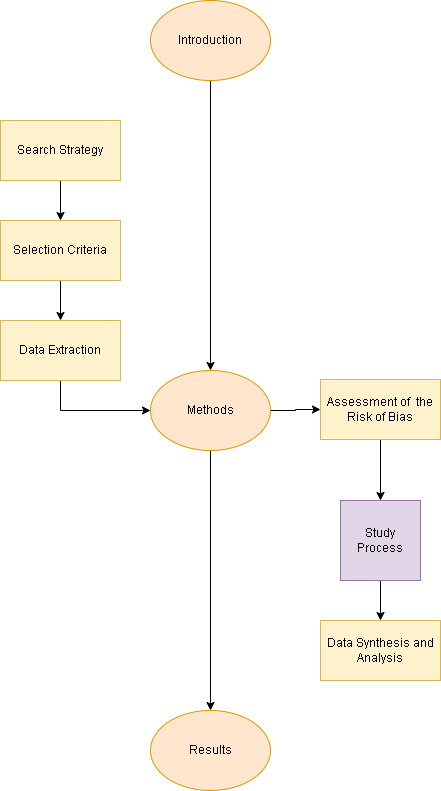 Introduction
Search Strategy
Selection Criteria
Data Extraction
Methods
Assessment of the
Risk of Bias
Study
Process
Data Synthesis and
Analysis
Results